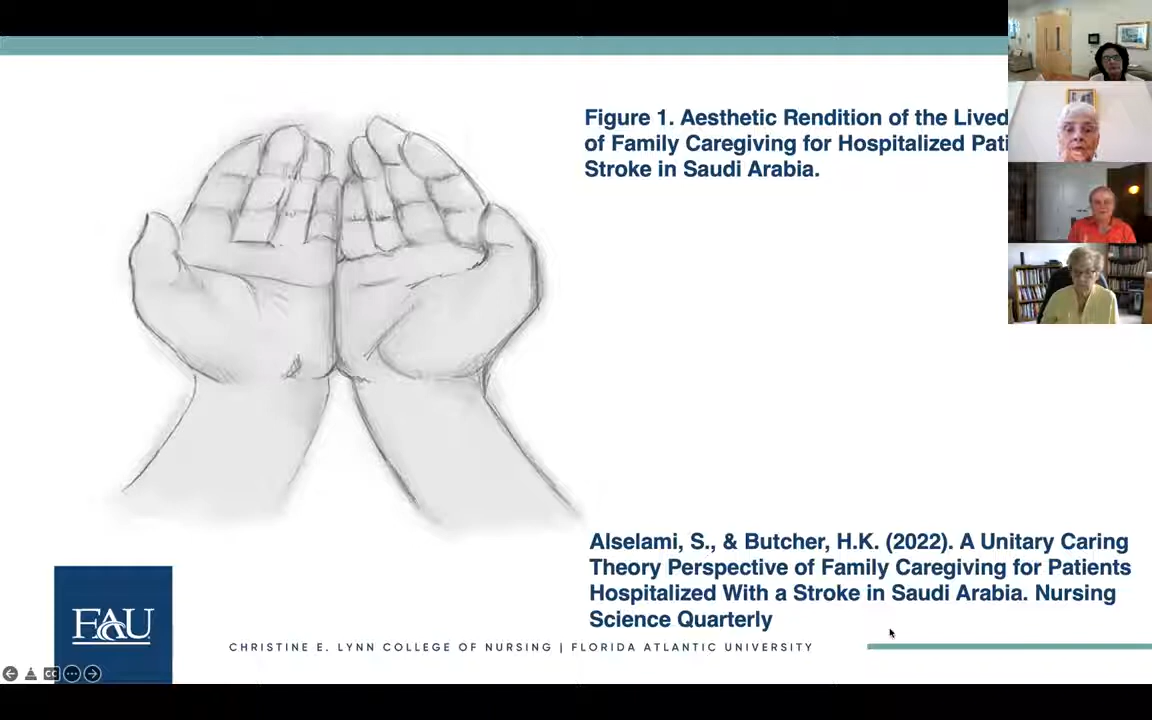 Figure 1. Aesthetic Rendition of the Lived
of Family Caregiving for Hospitalized
Stroke in Saudi Arabia.
Alselami, S., & Butcher, H.K. (2022). A Unitary Caring
Theory Perspective of Family Caregiving for Patients
Hospitalized With a Stroke in Saudi Arabia. Nursing
Science Quarterly
FAU
CHRISTINE E. LYNN COLLEGE OF NURSING | FLORIDA ATLANTIC UNIVERSITY
CC